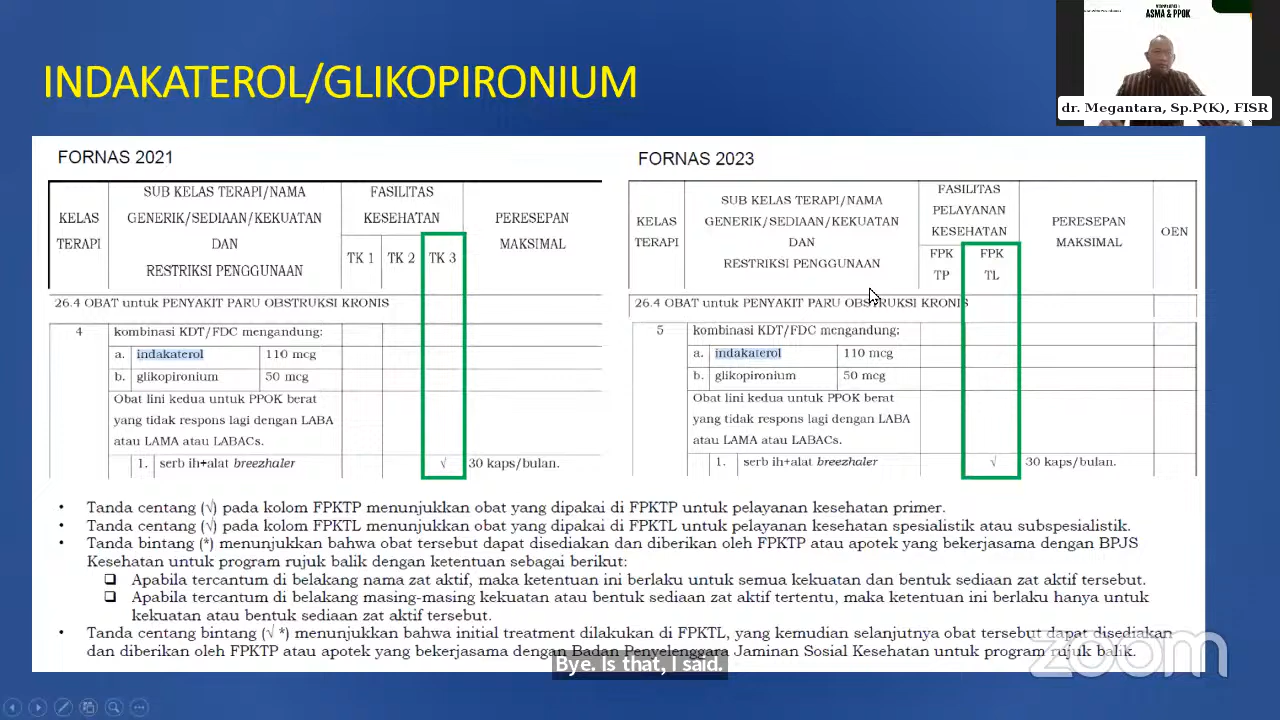 ASMA & PPOK
dr. Megantara, Sp.P(K), FISR
INDAKATEROL/GLIKOPIRONIUM
FORNAS 2021
KELAS TERAPI
SUB KELAS TERAPI/NAMA
GENERIK/SEDIAAN/KEKUATAN
DAN
RESTRIKSI PENGGUNAAN
FASILITAS
KESEHATAN
TK 1 TK 2 TK 3
PERESEPAN
MAKSIMAL
26.4 OBAT untuk PENYAKIT PARU OBSTRUKSI KRONIS
4 kombinasi KDT/FDC mengandung:
a. indakaterol 110 mcg
b. glikopironium 50 mcg
Obat lini kedua untuk PPOK berat
yang tidak respons lagi dengan LABA
atau LAMA atau LABACs.
1. serb ih+alat breezhaler √ 30 kaps/bulan.
FORNAS 2023
KELAS
TERAPI
SUB KELAS TERAPI/NAMA
GENERIK/SEDIAAN/KEKUATAN
DAN
RESTRIKSI PENGGUNAAN
FASILITAS
PELAYANAN
KESEHATAN
FPK TP
FPK TL
PERESEPAN
MAKSIMAL
OEN
26.4 OBAT untuk PENYAKIT PARU OBSTRUKSI KRONIS
5 kombinasi KDT/FDC mengandung:
a. indakaterol 110 mcg
b. glikopironium 50 mcg
Obat lini kedua untuk PPOK berat
yang tidak respons lagi dengan LABA
atau LAMA atau LABACs.
1. serb ih+alat breezhaler √ 30 kaps/bulan.
• Tanda centang (√) pada kolom FPKTP menunjukkan obat yang dipakai di FPKTP untuk pelayanan kesehatan primer.
• Tanda centang (√) pada kolom FPKTL menunjukkan obat yang dipakai di FPKTL untuk pelayanan kesehatan spesialistik atau subspesialistik.
• Tanda bintang (*) menunjukkan bahwa obat tersebut dapat disediakan dan diberikan oleh FPKTP atau apotek yang bekerjasama dengan BPJS
Kesehatan untuk program rujuk balik dengan ketentuan sebagai berikut:
❑ Apabila tercantum di belakang nama zat aktif, maka ketentuan ini berlaku untuk semua kekuatan dan bentuk sediaan zat aktif tersebut.
❑ Apabila tercantum di belakang masing-masing kekuatan atau bentuk sediaan zat aktif tertentu, maka ketentuan ini berlaku hanya untuk
kekuatan atau bentuk sediaan zat aktif tersebut.
• Tanda centang bintang (√ *) menunjukkan bahwa initial treatment dilakukan di FPKTL, yang kemudian selanjutnya obat tersebut dapat disediakan
dan diberikan oleh FPKTP atau apotek yang bekerjasama dengan Badan Penyelenggara Jaminan Sosial Kesehatan untuk program rujuk balik.
Bye. Is that, I said.
zoom